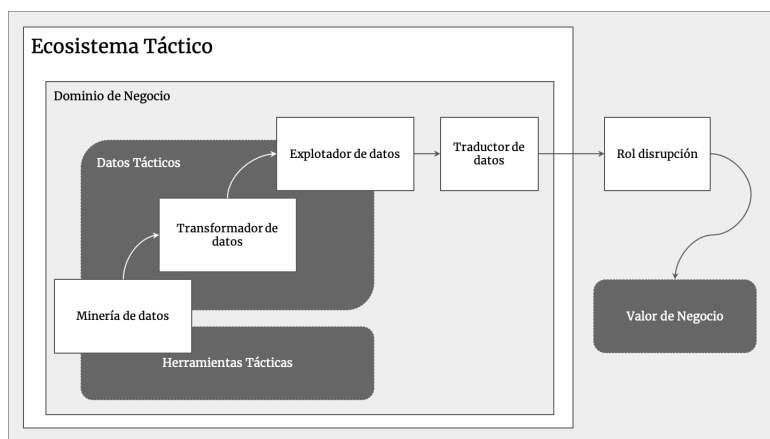 Ecosistema Táctico
Dominio de Negocio
Datos Tácticos
Explotador de datos
Traductor de
datos
Rol disrupción
Transformador de
datos
Minería de datos
Valor de Negocio
Herramientas Tácticas